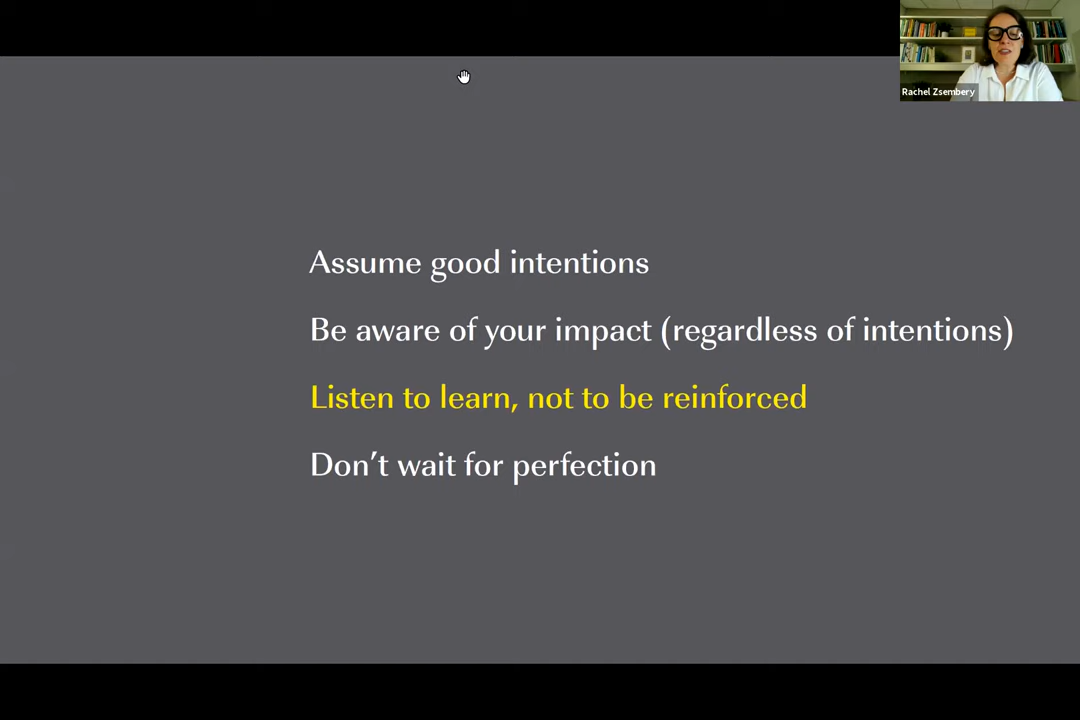 Rachel Zsembery
Assume good intentions
Be aware of your impact (regardless of intentions)
Listen to learn, not to be reinforced
Don’t wait for perfection